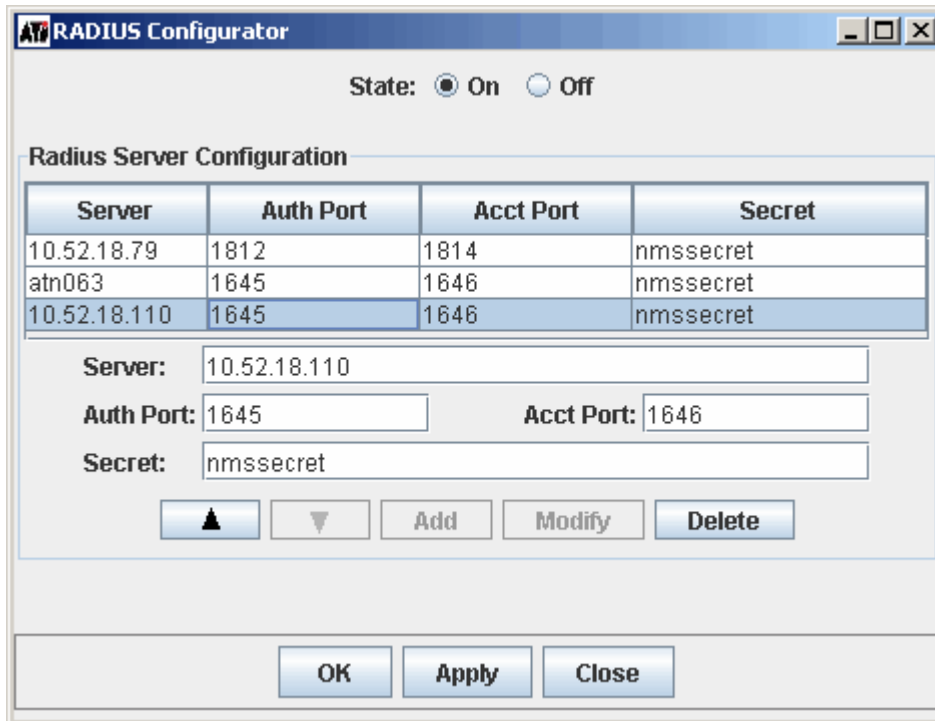 ATi RADIUS Configurator
State: On Off
Radius Server Configuration
Server Auth Port Acct Port Secret
10.52.18.79 1812 1814 nmssecret
atn063 1645 1646 nmssecret
10.52.18.110 1645 1646 nmssecret
Server: 10.52.18.110
Auth Port: 1645 Acct Port: 1646
Secret: nmssecret
Add Modify Delete
OK Apply Close